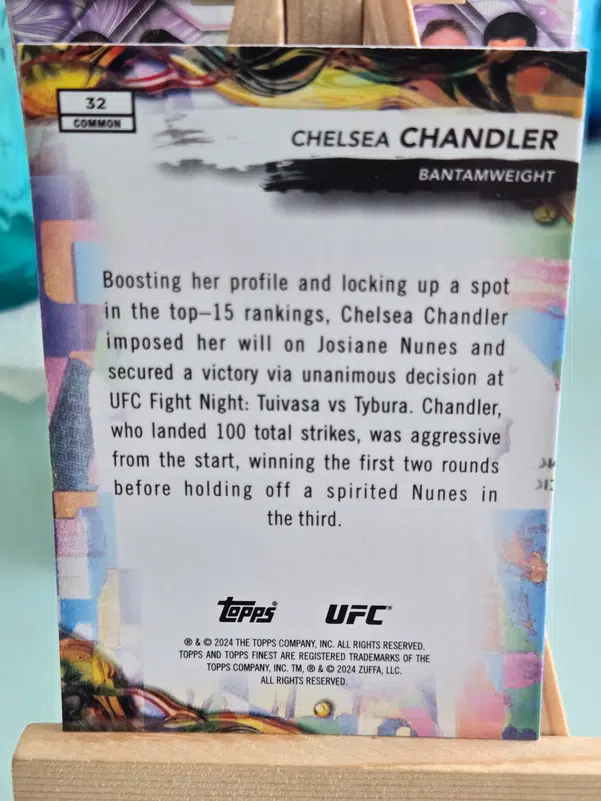 32
COMMON
CHELSEA CHANDLER
BANTAMWEIGHT
Boosting her profile and locking up a spot
in the top-15 rankings, Chelsea Chandler
imposed her will on Josiane Nunes and
secured a victory via unanimous decision at
UFC Fight Night: Tuivasa vs Tybura. Chandler,
who landed 100 total strikes, was aggressive
from the start, winning the first two rounds
before holding off a spirited Nunes in
the third.
topps® UFC®
® & © 2024 THE TOPPS COMPANY, INC. ALL RIGHTS RESERVED.
TOPPS AND TOPPS FINEST ARE REGISTERED TRADEMARKS OF THE
TOPPS COMPANY, INC. TM, ® & © 2024 ZUFFA, LLC.
ALL RIGHTS RESERVED.